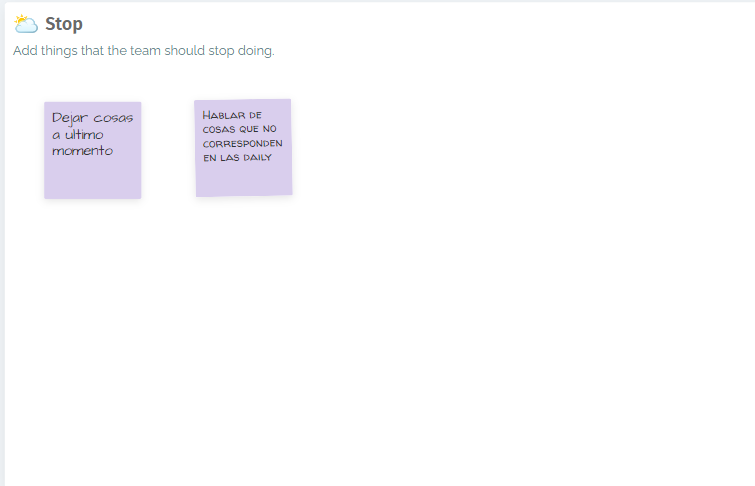 Stop
Add things that the team should stop doing.
Dejar cosas
a ultimo
momento
Hablar de
cosas que no
corresponden
en las daily